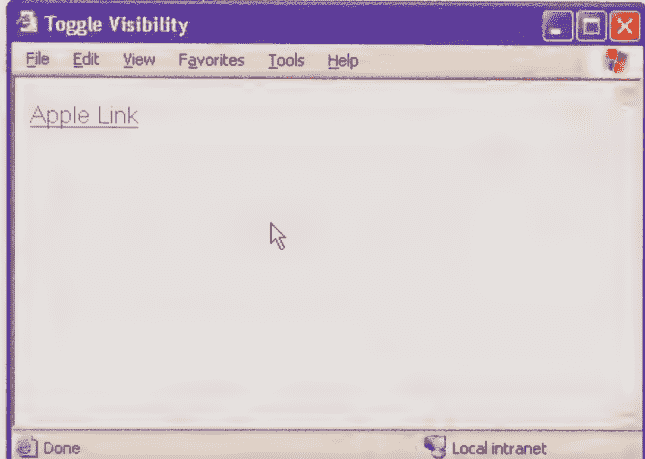 Toggle Visibility
File Edit View Favorites Tools Help
Apple Link
Done Local intranet